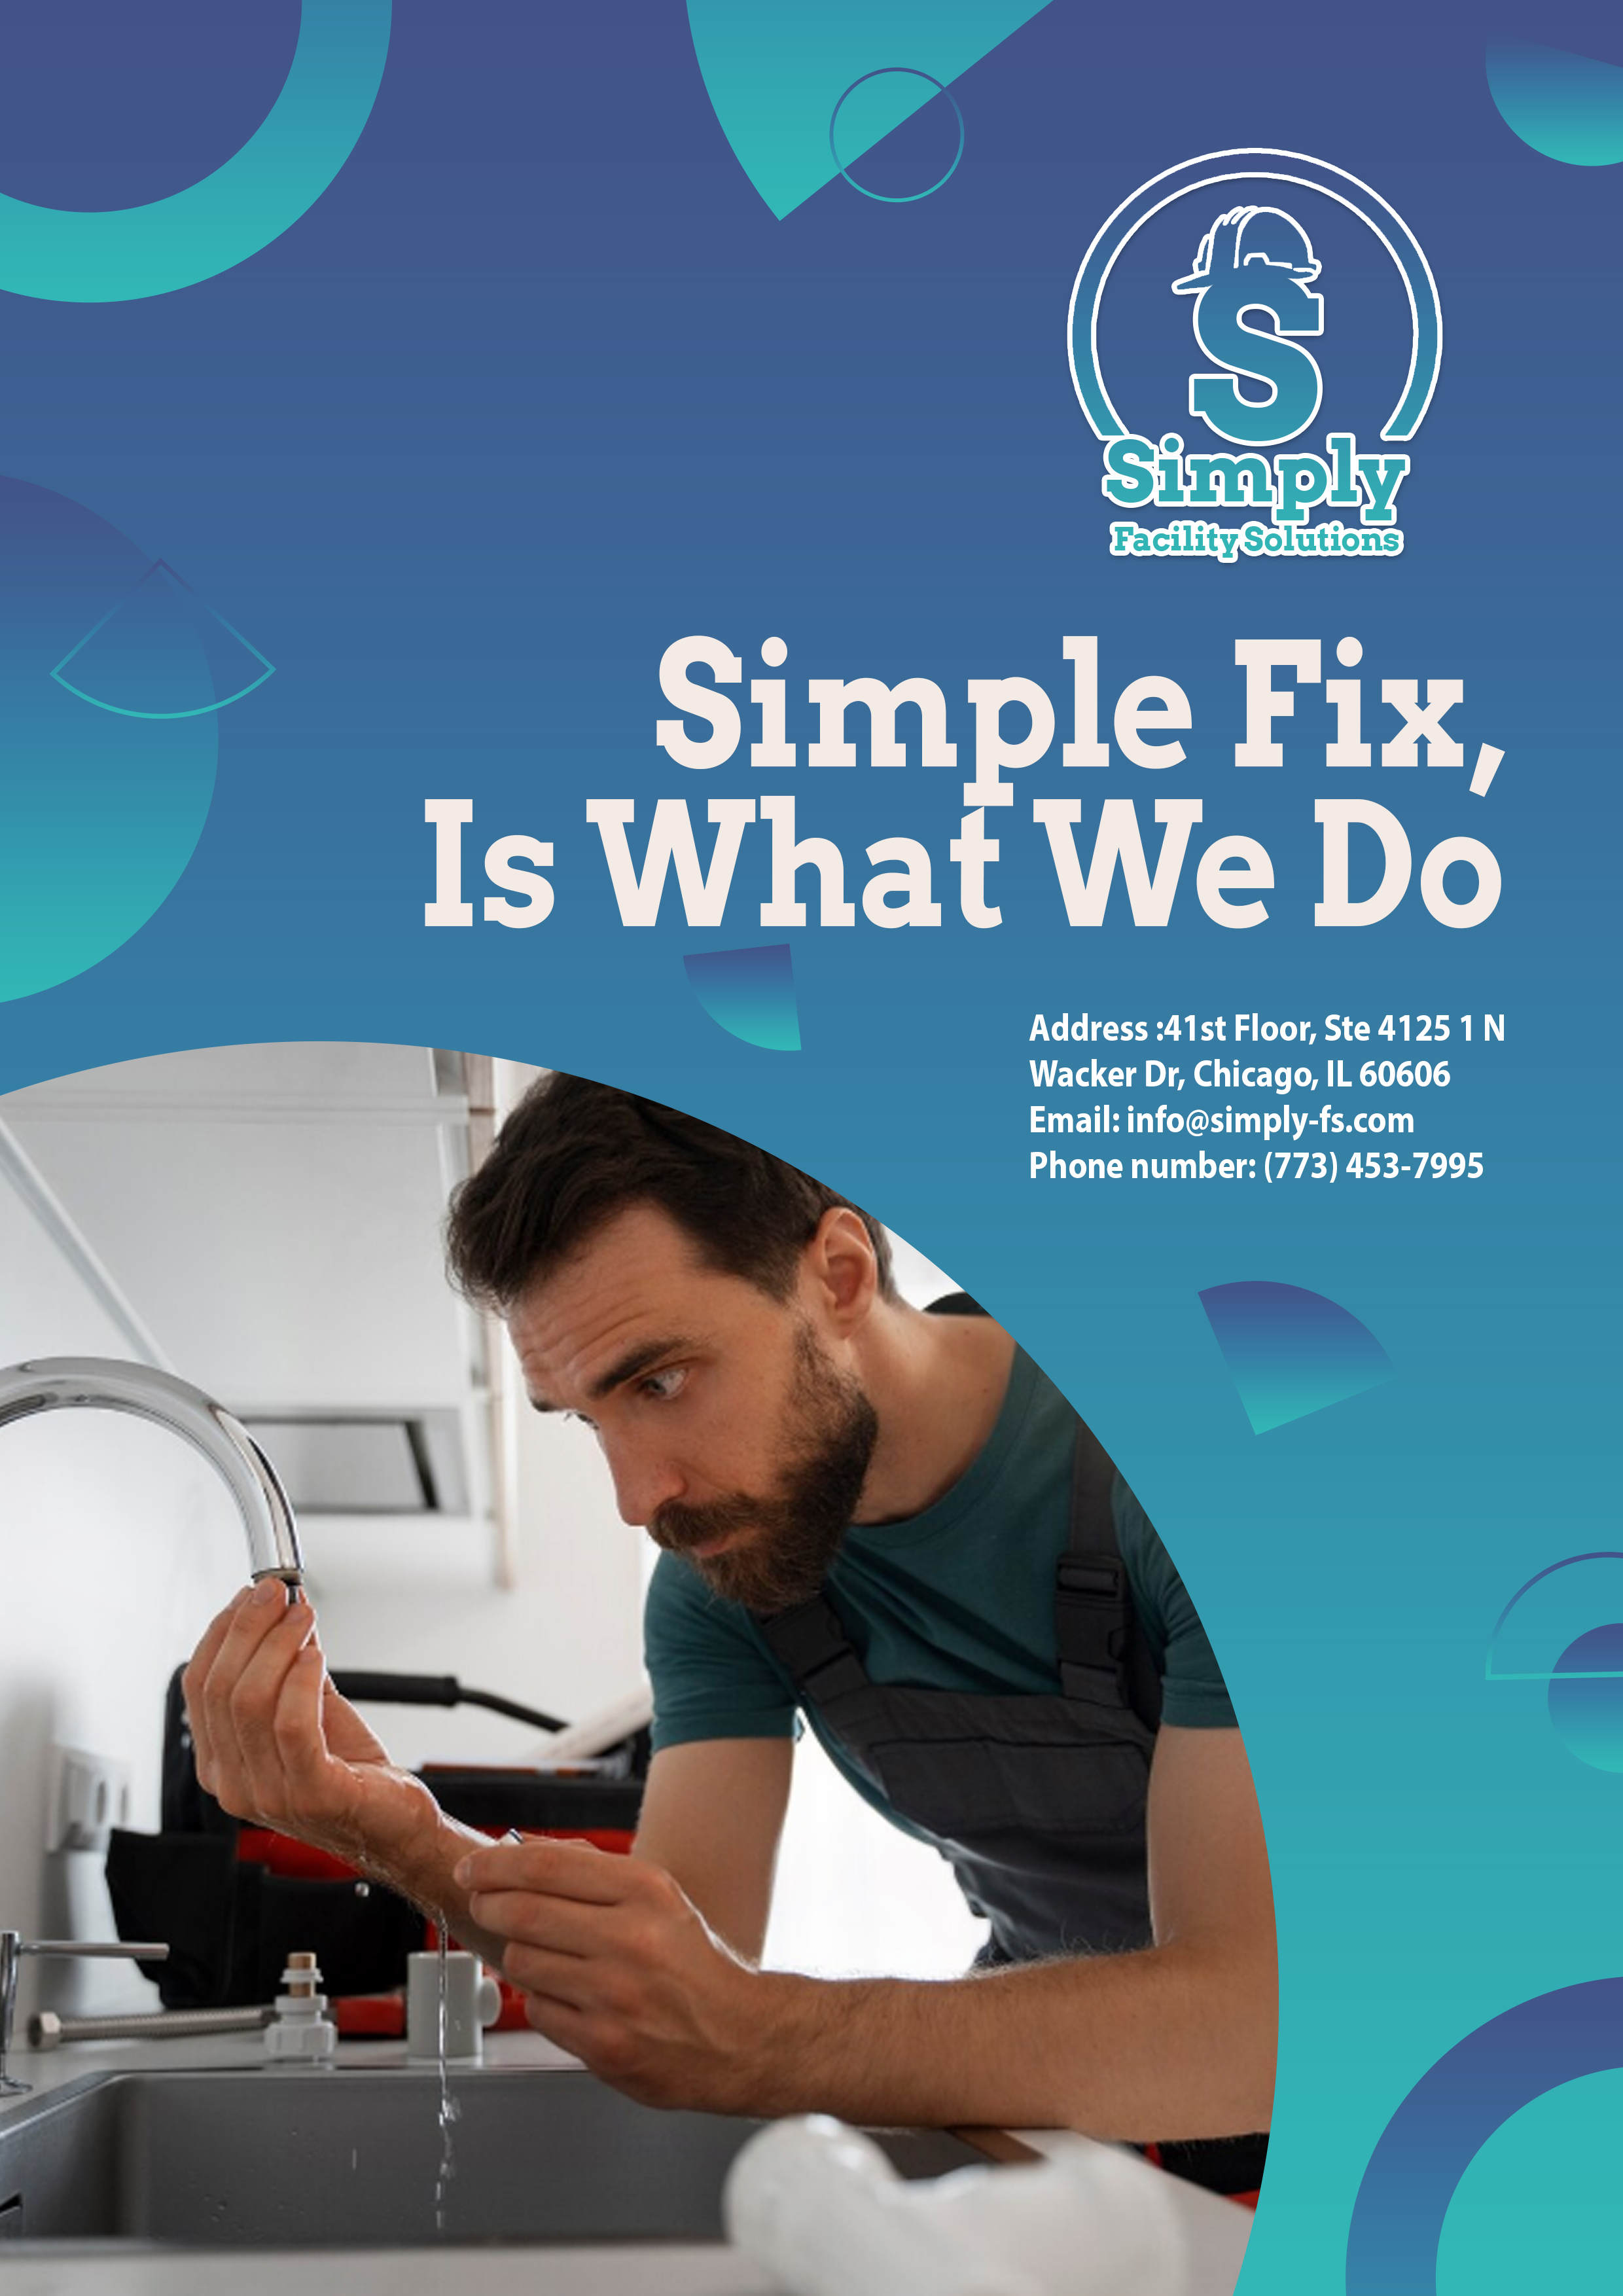 S
Simply
Facility Solutions
Simple Fix,
Is What We Do
Address :41st Floor, Ste 4125 1 N
Wacker Dr, Chicago, IL 60606
Email: info@simply-fs.com
Phone number: (773) 453-7995